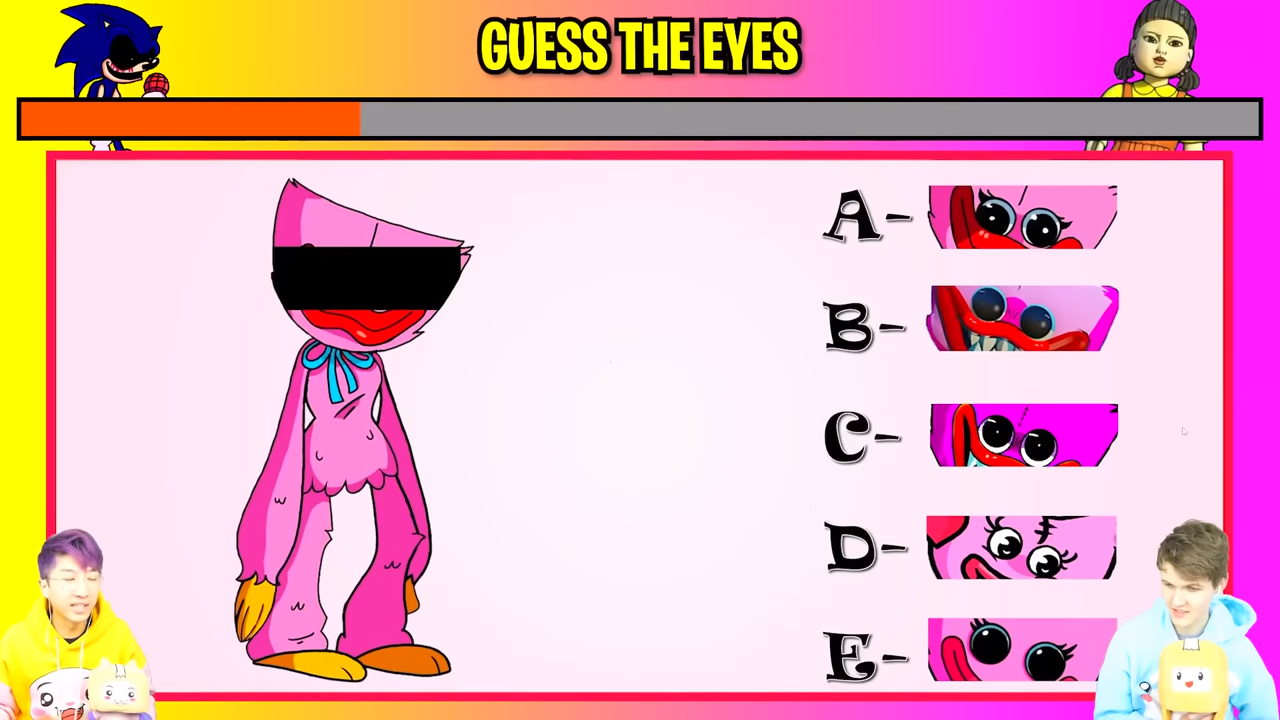 GUESS THE EYES
A-
B-
C-
D-
E-